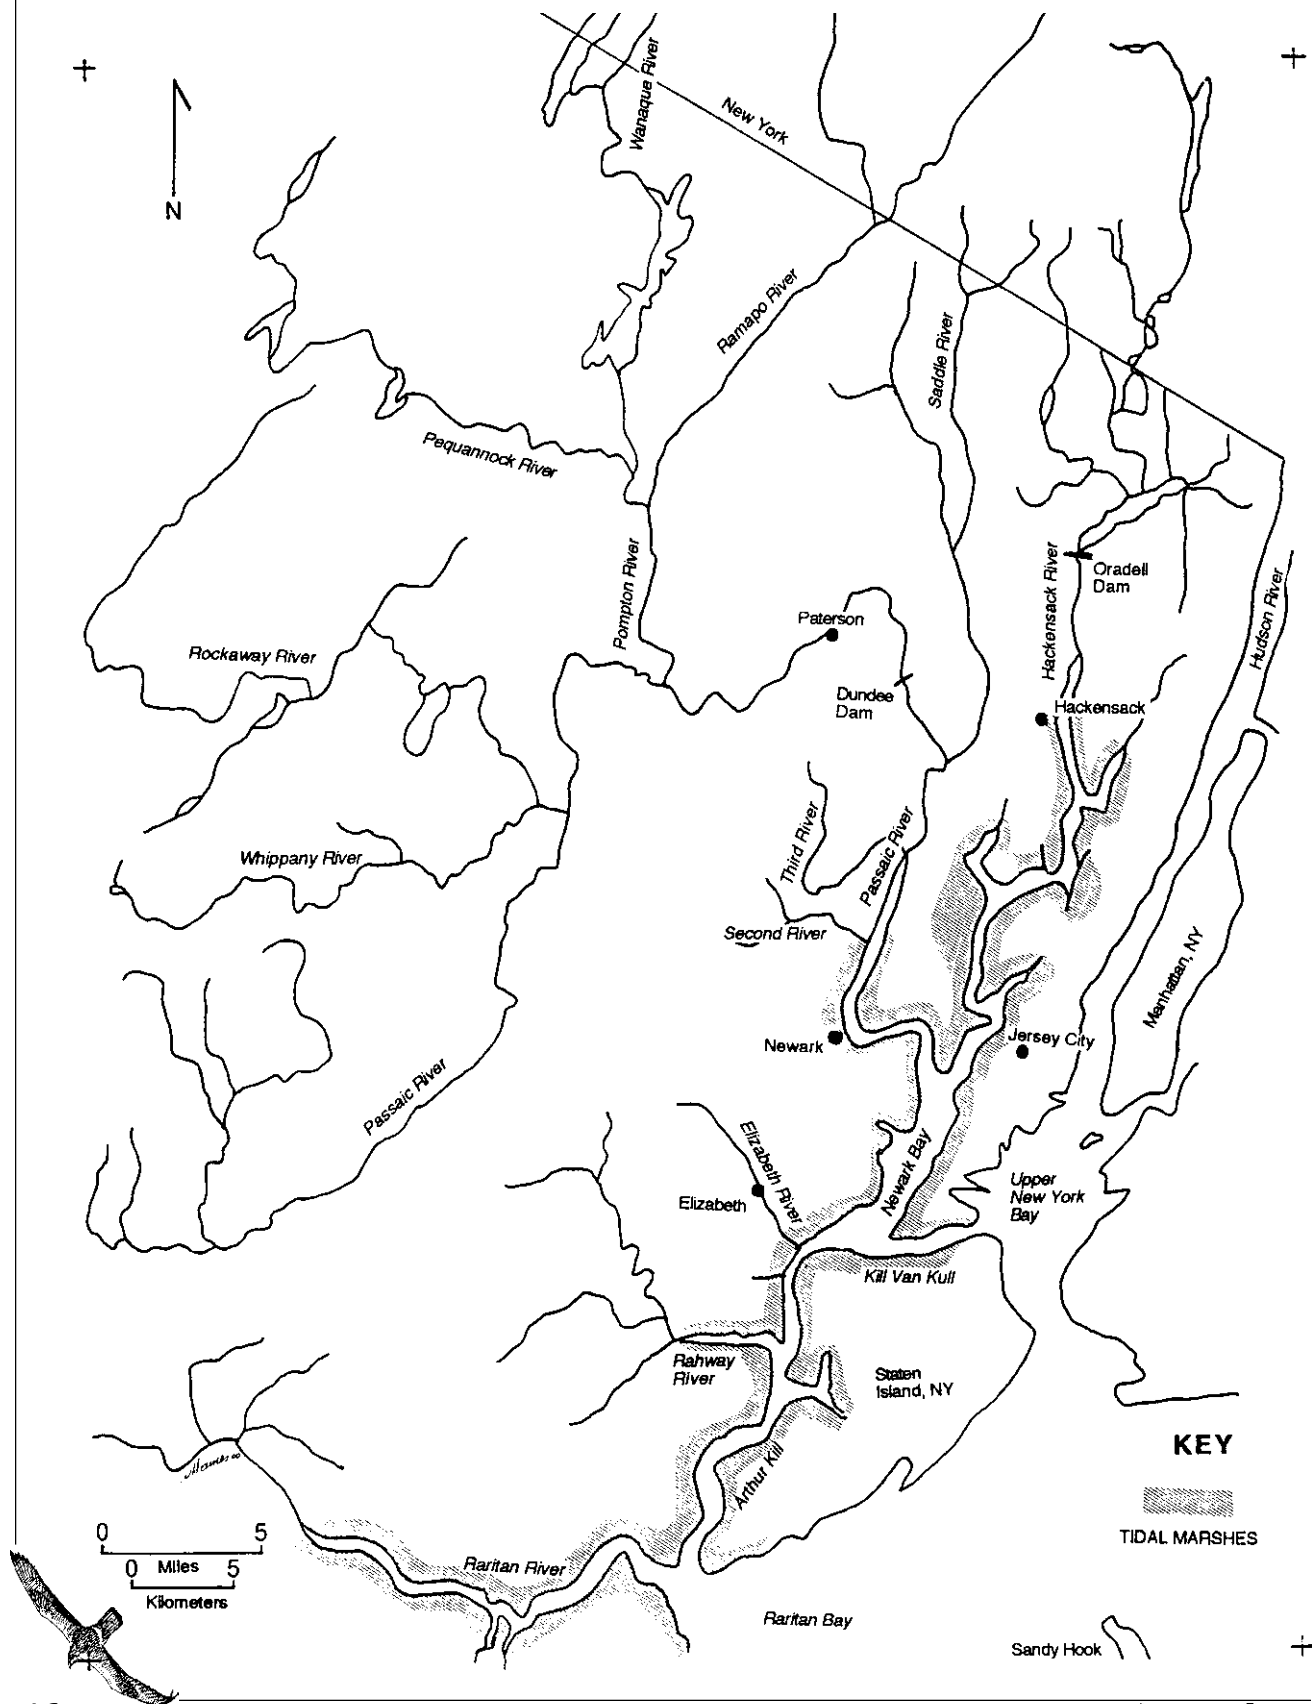 Wanaque River
New York
N
Ramapo River
Saddle River
Pequannock River
Hackensack River
Oradell
Dam
Hudson River
Pompton River
Paterson
Rockaway River
Dundee
Dam
Hackensack
Third River
Passaic River
Whippany River
Second River
Manhattan, NY
Newark
Jersey City
Passaic River
Elizabeth River
Newark Bay
Elizabeth
Upper
New York
Bay
Kill Van Kull
Rahway
River
Staten
Island, NY
KEY
Arthur Kill
TIDAL MARSHES
0 5
Miles
0 5
Kilometers
Raritan River
Raritan Bay
Sandy Hook